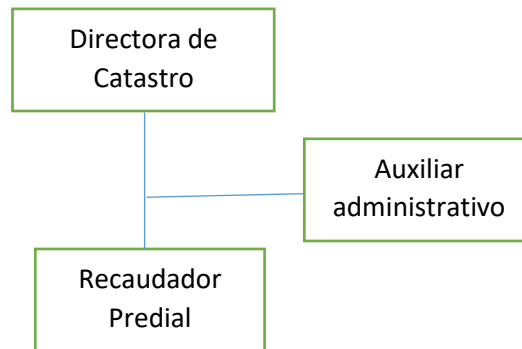 Directora de
Catastro
Auxiliar
administrativo
Recaudador
Predial